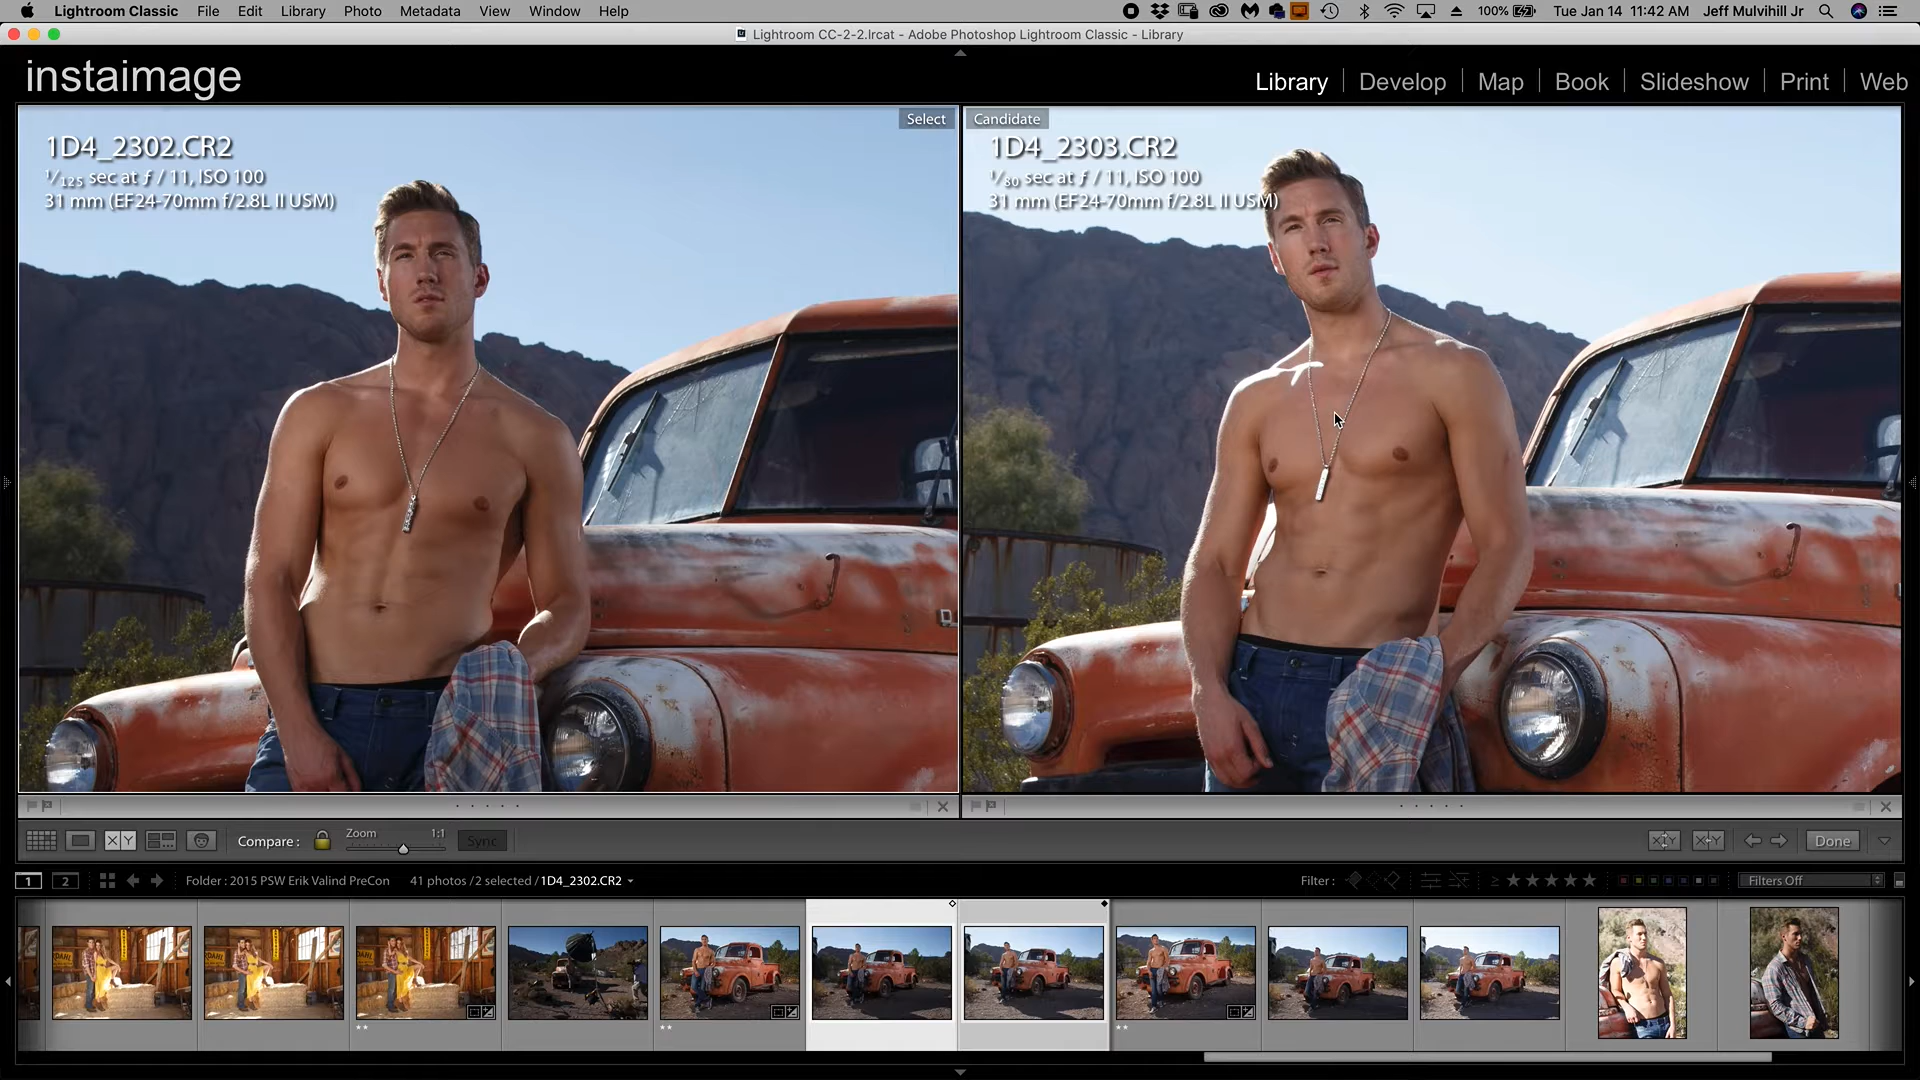 Lightroom Classic File Edit Library Photo Metadata View Window Help 100% Tue Jan 14 11:42 AM Jeff Mulvihill Jr
Lightroom CC-2-2.lrcat - Adobe Photoshop Lightroom Classic - Library
instaimage Library Develop Map Book Slideshow Print Web
Select Candidate
1D4_2302.CR2
1/125 sec at ƒ / 11, ISO 100
31 mm (EF24-70mm f/2.8L II USM)
1D4_2303.CR2
1/80 sec at ƒ / 11, ISO 100
31 mm (EF24-70mm f/2.8L II USM)
X Y Compare : Zoom 1:1 Sync Done
1 2 Folder : 2015 PSW Erik Valind PreCon 41 photos /2 selected /1D4_2302.CR2 Filter : ≥ ★★★★★ Filters Off